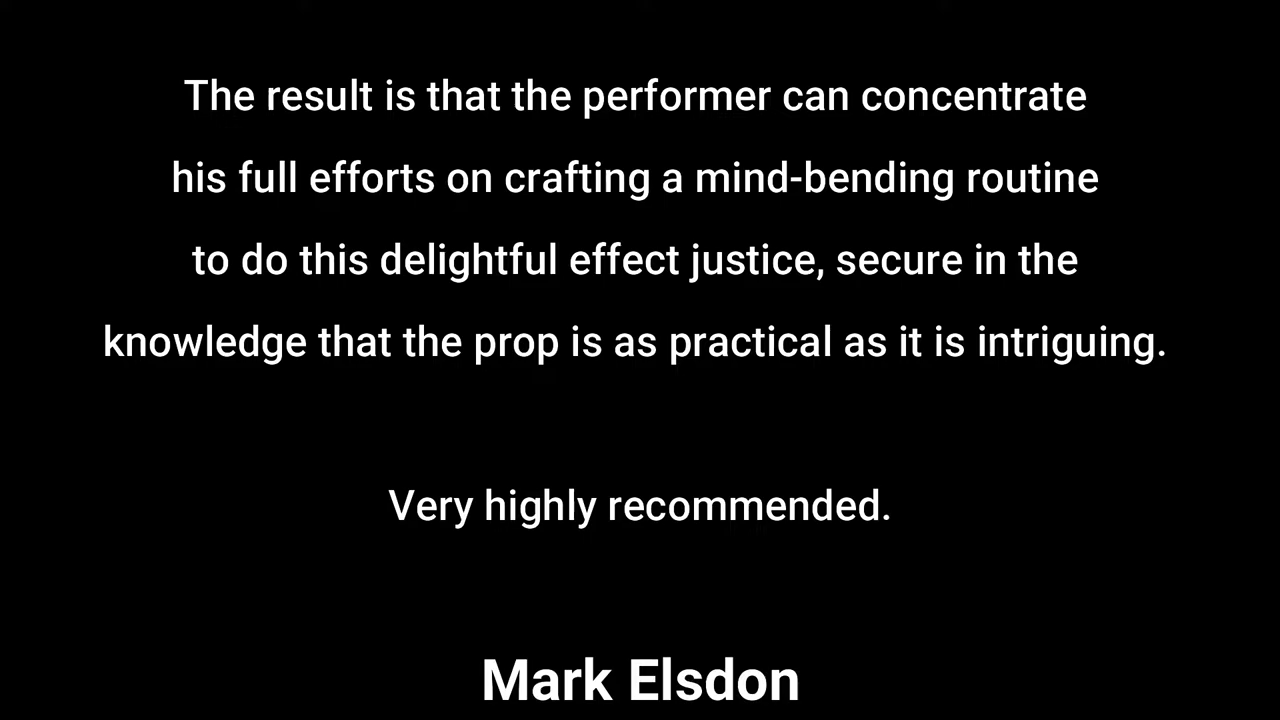 The result is that the performer can concentrate
his full efforts on crafting a mind-bending routine
to do this delightful effect justice, secure in the
knowledge that the prop is as practical as it is intriguing.
Very highly recommended.
Mark Elsdon